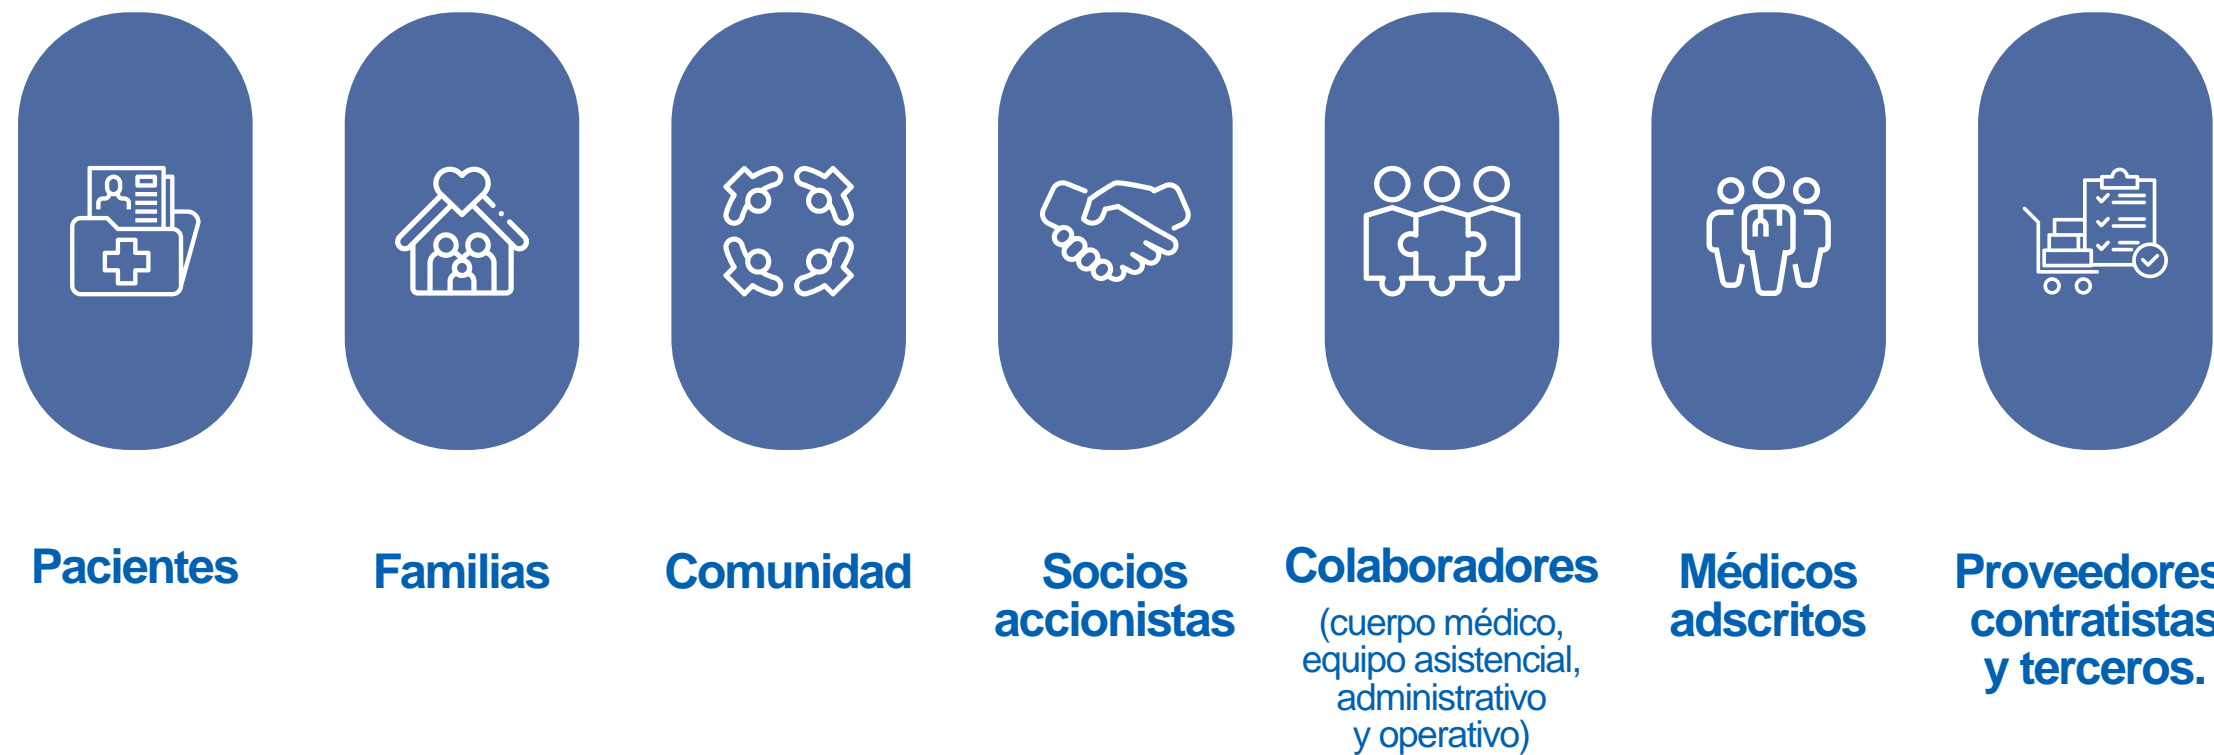 Pacientes
Familias
Comunidad
Socios
accionistas
Colaboradores
(cuerpo médico,
equipo asistencial,
administrativo
y operativo)
Médicos
adscritos
Proveedores
contratistas
y terceros.